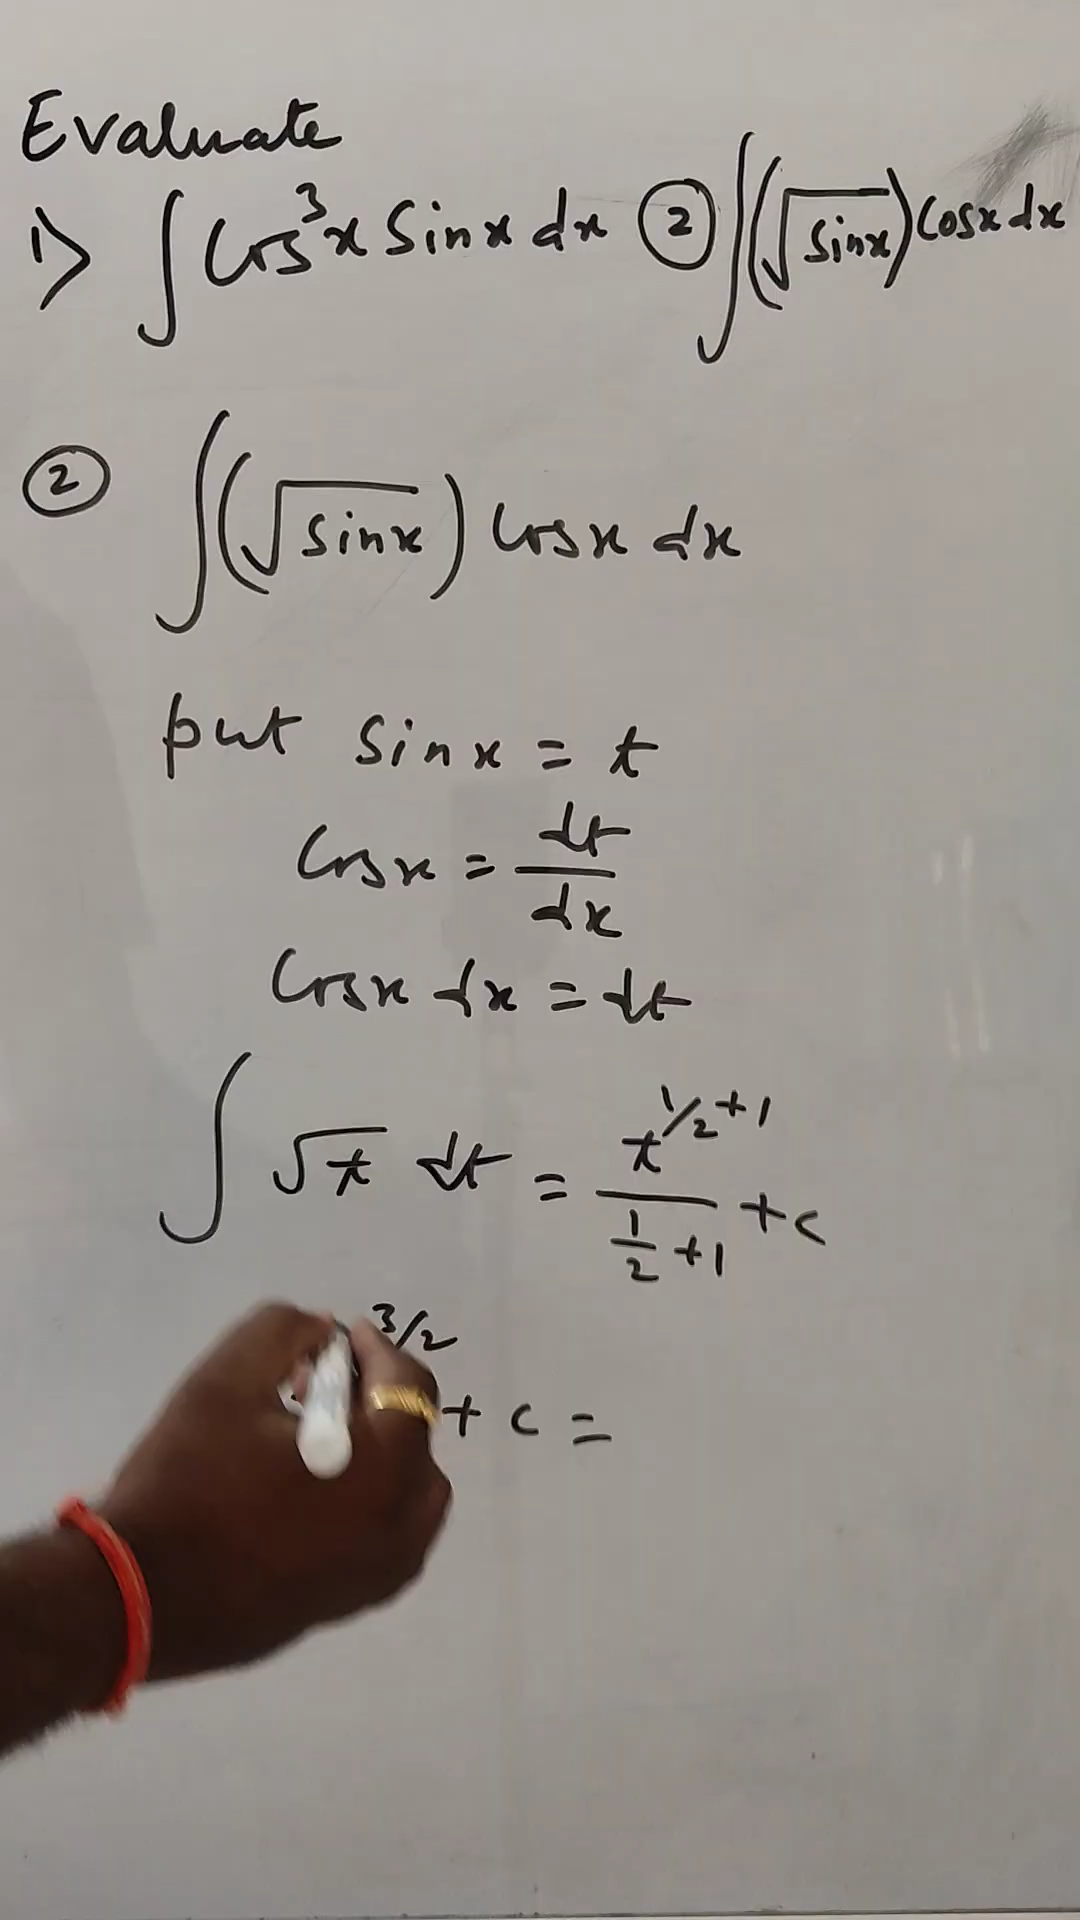 Evaluate
1) ∫ Cos³x Sinx dx ② ∫(√sinx) Cosx dx
② ∫(√sinx) Cosx dx
put sinx = t
Cosx = dt/dx
Cosx dx = dt
∫ √t dt = t^(1/2+1)/(1/2+1) + c
3/2
+ c =